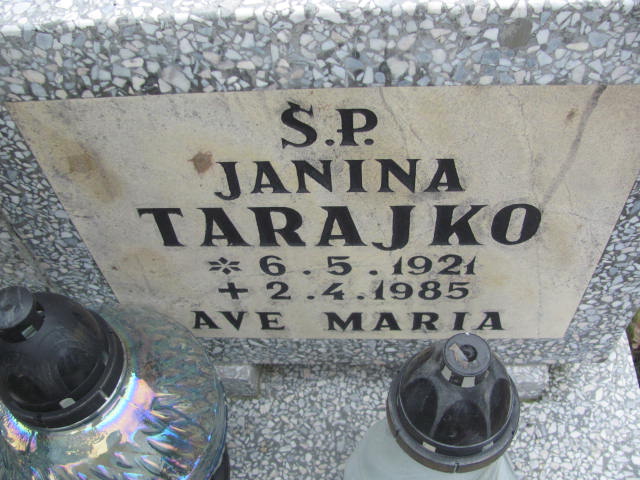 Ś.P.
JANINA
TARAJKO
* 6.5.1921
+ 2.4.1985
AVE MARIA